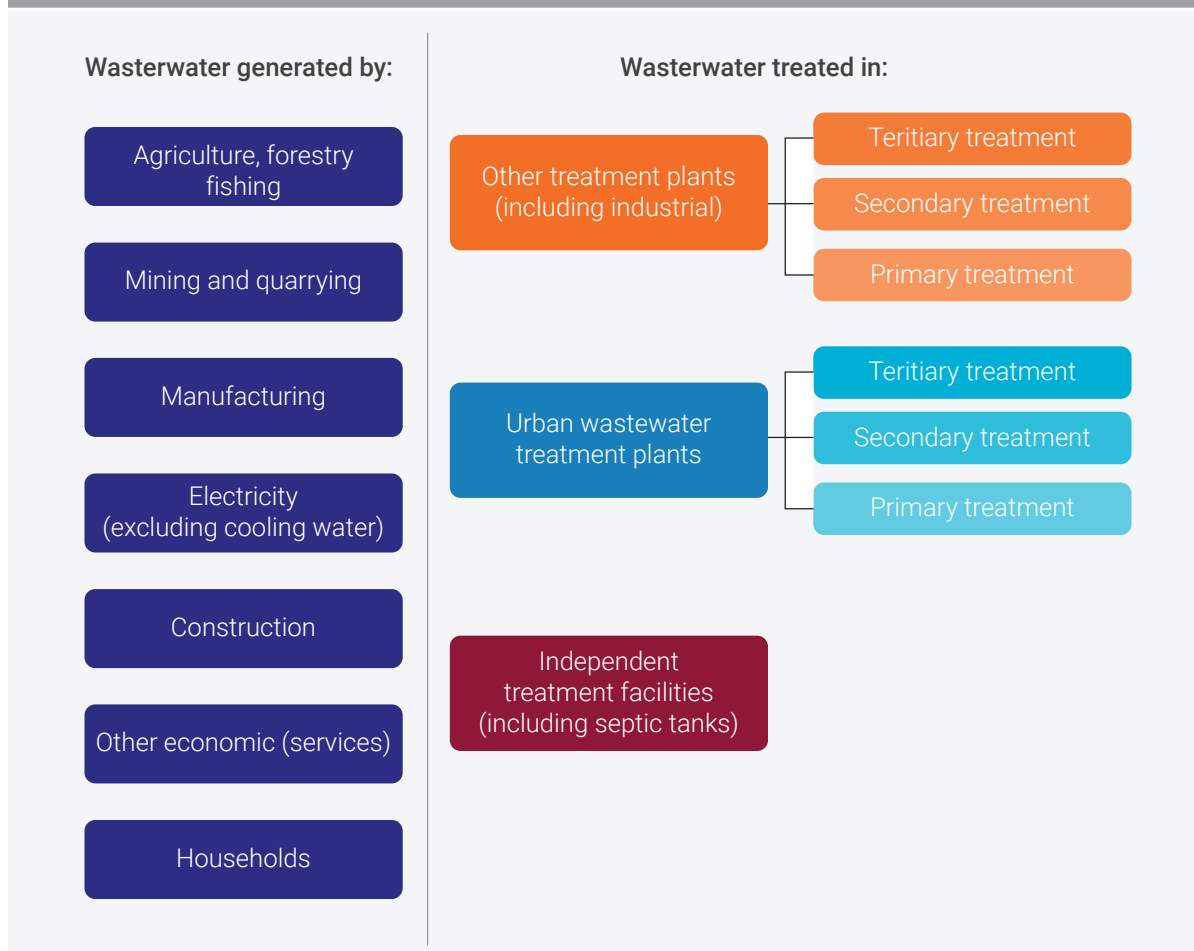 Wasterwater generated by:
Agriculture, forestry
fishing
Mining and quarrying
Manufacturing
Electricity
(excluding cooling water)
Construction
Other economic (services)
Households
Wasterwater treated in:
Other treatment plants
(including industrial)
Teritiary treatment
Secondary treatment
Primary treatment
Urban wastewater
treatment plants
Teritiary treatment
Secondary treatment
Primary treatment
Independent
treatment facilities
(including septic tanks)